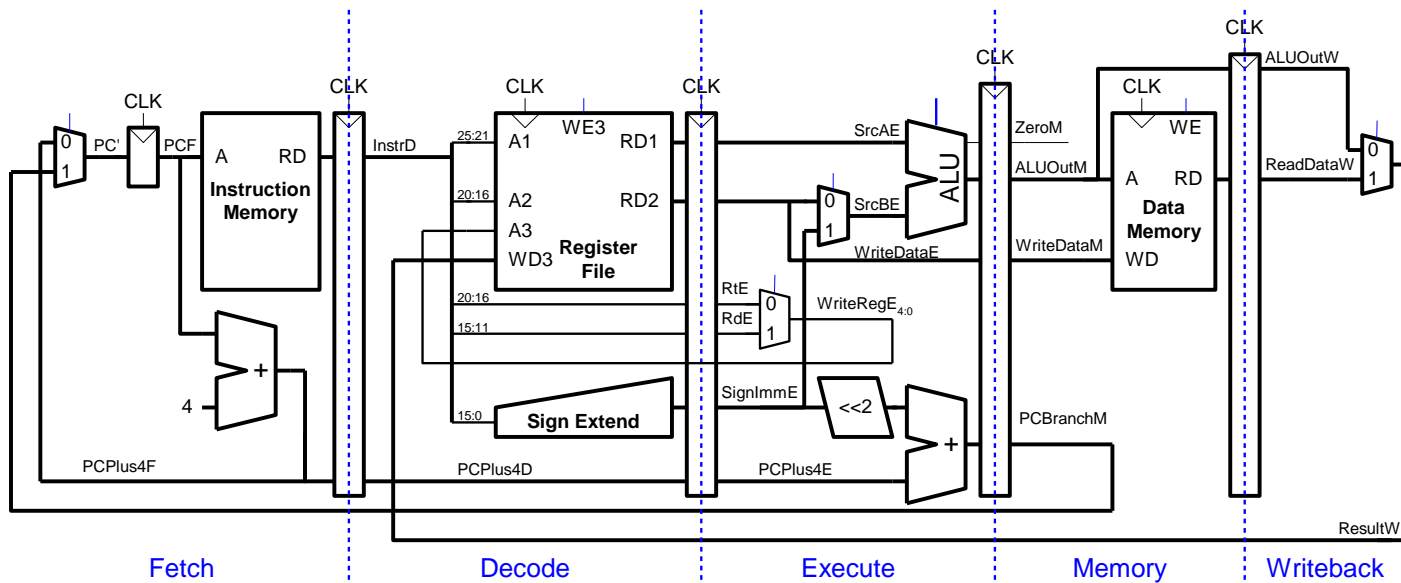 CLK
CLK
CLK
CLK
CLK
CLK
CLK
ALUOutW
0
1
PC'
PCF
A
RD
Instruction
Memory
InstrD
25:21
A1
WE3
RD1
SrcAE
ZeroM
WE
20:16
A2
RD2
0
1
SrcBE
ALU
ALUOutM
A
RD
ReadDataW
0
1
A3
WD3
Register
File
WriteDataE
WriteDataM
Data
Memory
WD
20:16
RtE
0
WriteRegE4:0
15:11
RdE
1
+
4
15:0
Sign Extend
SignImmE
<<2
+
PCBranchM
PCPlus4F
PCPlus4D
PCPlus4E
ResultW
Fetch
Decode
Execute
Memory
Writeback